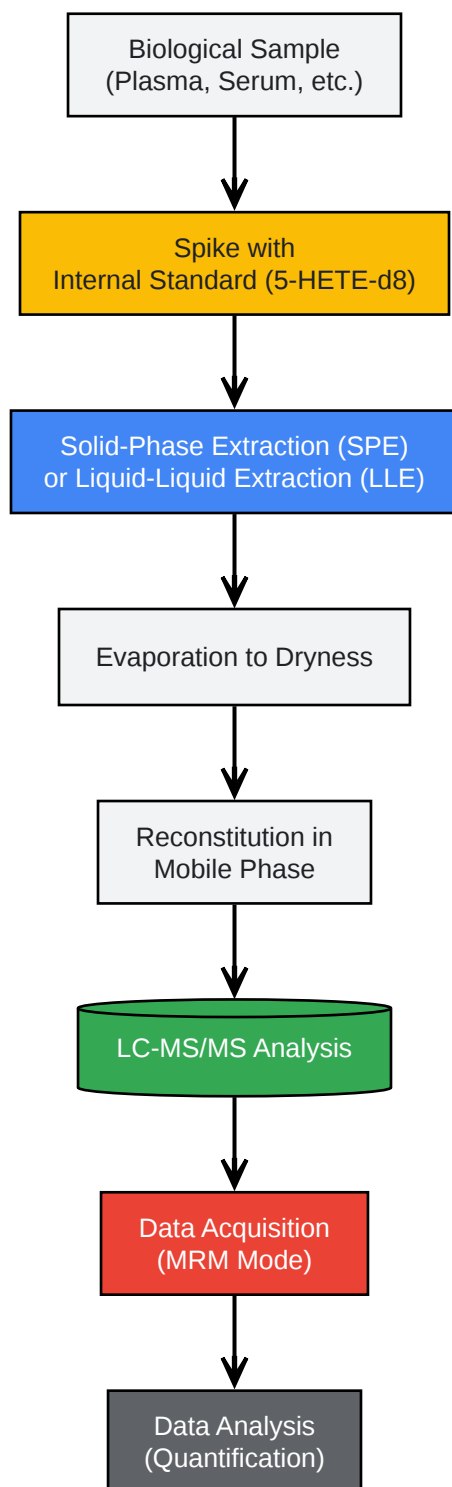 Biological Sample
(Plasma, Serum, etc.)
Spike with
Internal Standard (5-HETE-d8)
Solid-Phase Extraction (SPE)
or Liquid-Liquid Extraction (LLE)
Evaporation to Dryness
Reconstitution in
Mobile Phase
LC-MS/MS Analysis
Data Acquisition
(MRM Mode)
Data Analysis
(Quantification)